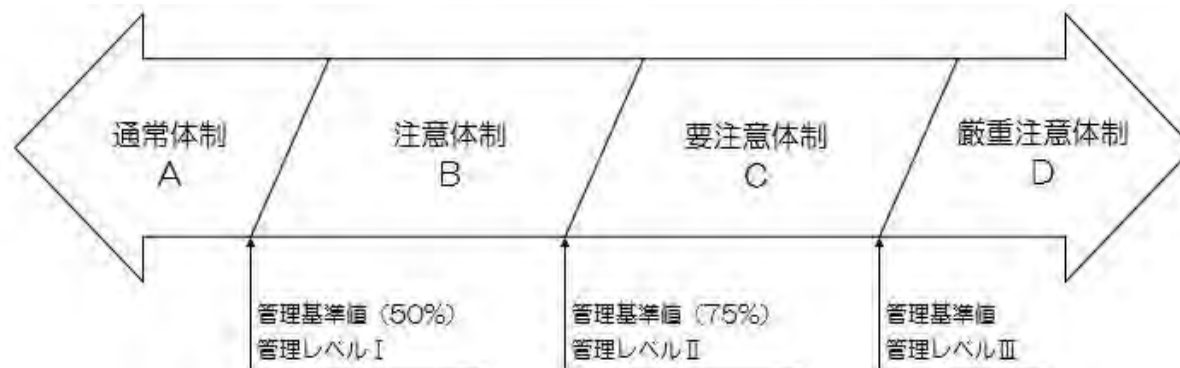 通常体制
A
注意体制
B
要注意体制
C
厳重注意体制
D
管理基準値（50%）
管理レベルⅠ
管理基準値（75%）
管理レベルⅡ
管理基準値
管理レベルⅢ